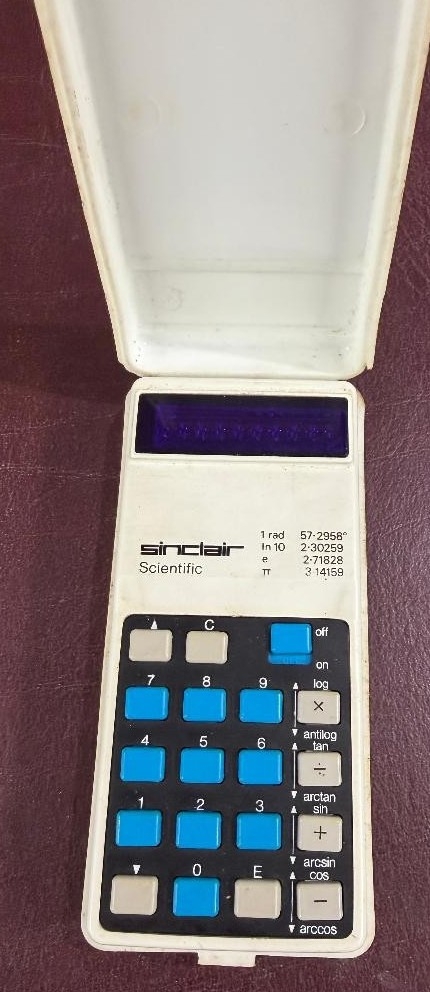 sinclair
Scientific
1 rad 57·2958°
ln 10 2·30259
e 2·71828
π 3·14159
▲ C off
on
7 8 9 log
×
antilog
4 5 6 tan
÷
arctan
1 2 3 sin
+
arcsin
▼ 0 E cos
−
arccos